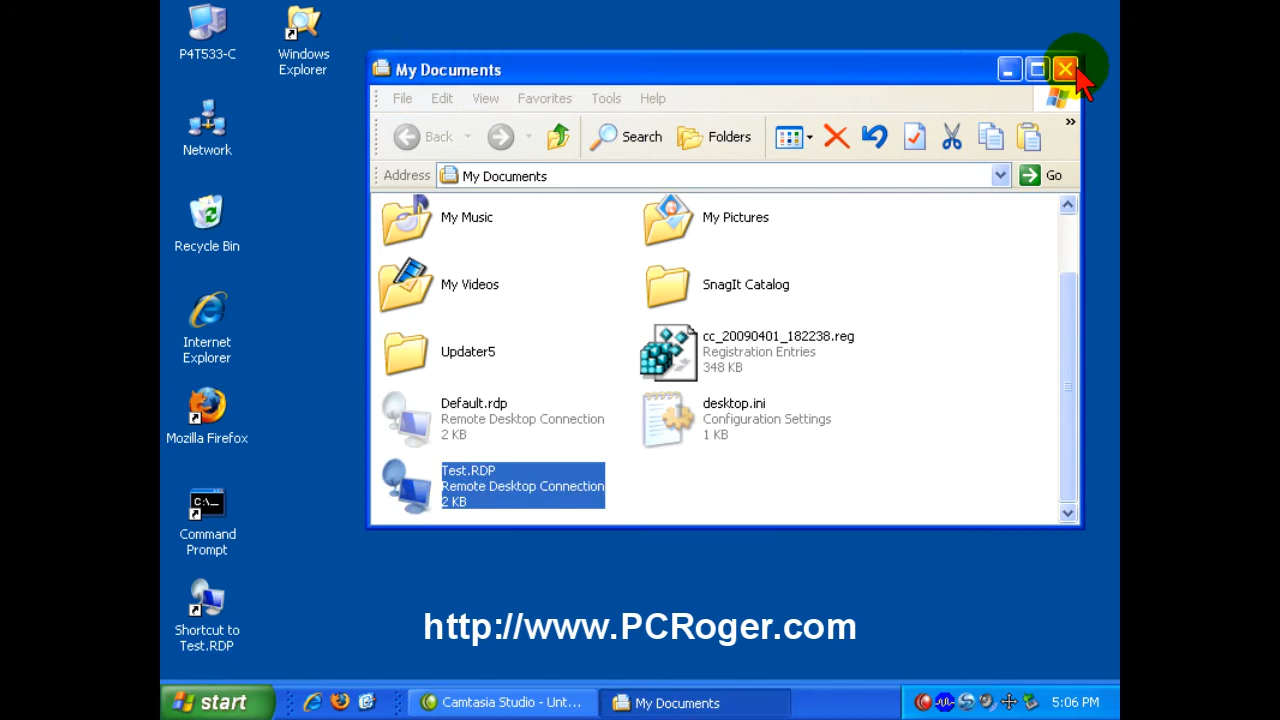 P4T533-C
Windows
Explorer
Network
Recycle Bin
Internet
Explorer
Mozilla Firefox
C:\_
Command
Prompt
Shortcut to
Test.RDP
My Documents
File Edit View Favorites Tools Help
Back Search Folders »
Address My Documents Go
My Music
My Pictures
My Videos
SnagIt Catalog
Updater5
cc_20090401_182238.reg
Registration Entries
348 KB
Default.rdp
Remote Desktop Connection
2 KB
desktop.ini
Configuration Settings
1 KB
Test.RDP
Remote Desktop Connection
2 KB
http://www.PCRoger.com
start Camtasia Studio - Unt... My Documents 5:06 PM